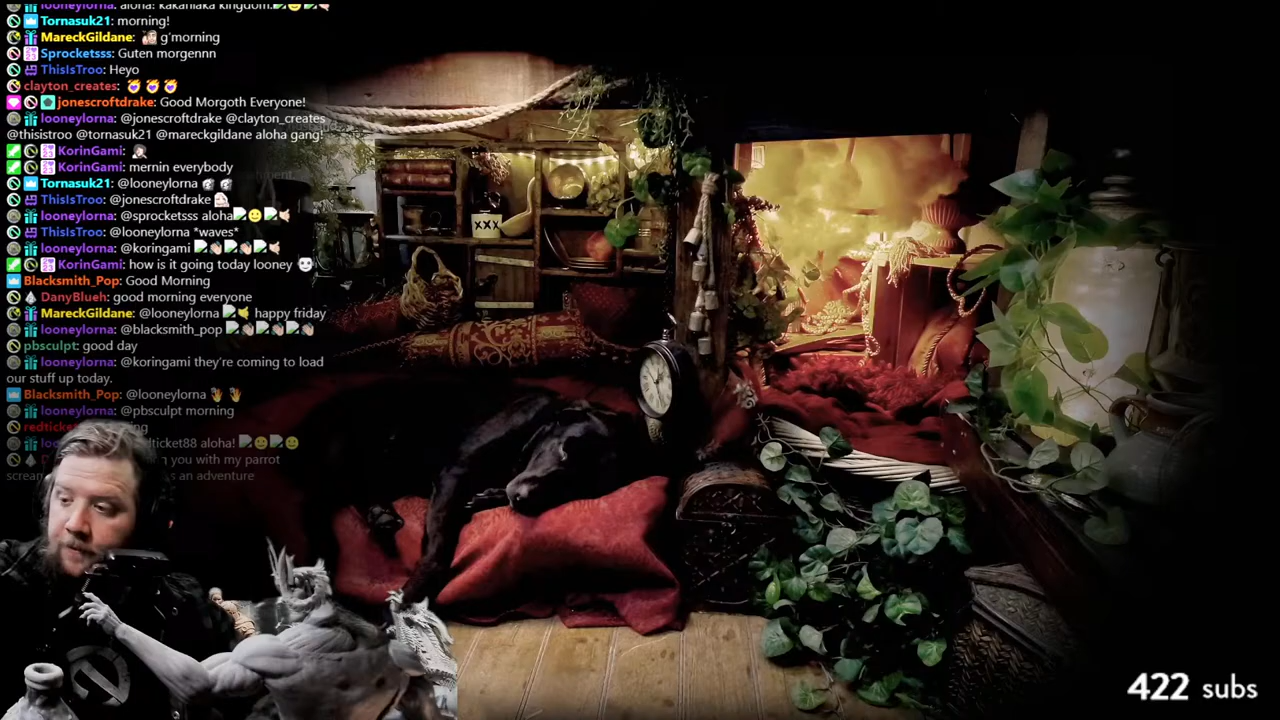 looneylorna: aloha! kakaniaka kingdom.
Tornasuk21: morning!
MareckGildane: g'morning
Sprocketsss: Guten morgennn
ThisIsTroo: Heyo
clayton_creates:
jonescroftdrake: Good Morgoth Everyone!
looneylorna: @jonescroftdrake @clayton_creates
@thisistroo @tornasuk21 @mareckgildane aloha gang!
KorinGami:
KorinGami: mernin everybody
Tornasuk21: @looneylorna
ThisIsTroo: @jonescroftdrake
looneylorna: @sprocketsss aloha
ThisIsTroo: @looneylorna *waves*
looneylorna: @koringami
KorinGami: how is it going today looney
Blacksmith_Pop: Good Morning
DanyBlueh: good morning everyone
MareckGildane: @looneylorna happy friday
looneylorna: @blacksmith_pop
pbsculpt: good day
looneylorna: @koringami they're coming to load
our stuff up today.
Blacksmith_Pop: @looneylorna
looneylorna: @pbsculpt morning
redticket
aloha!
you with my parrot
an adventure
XXX
422 subs